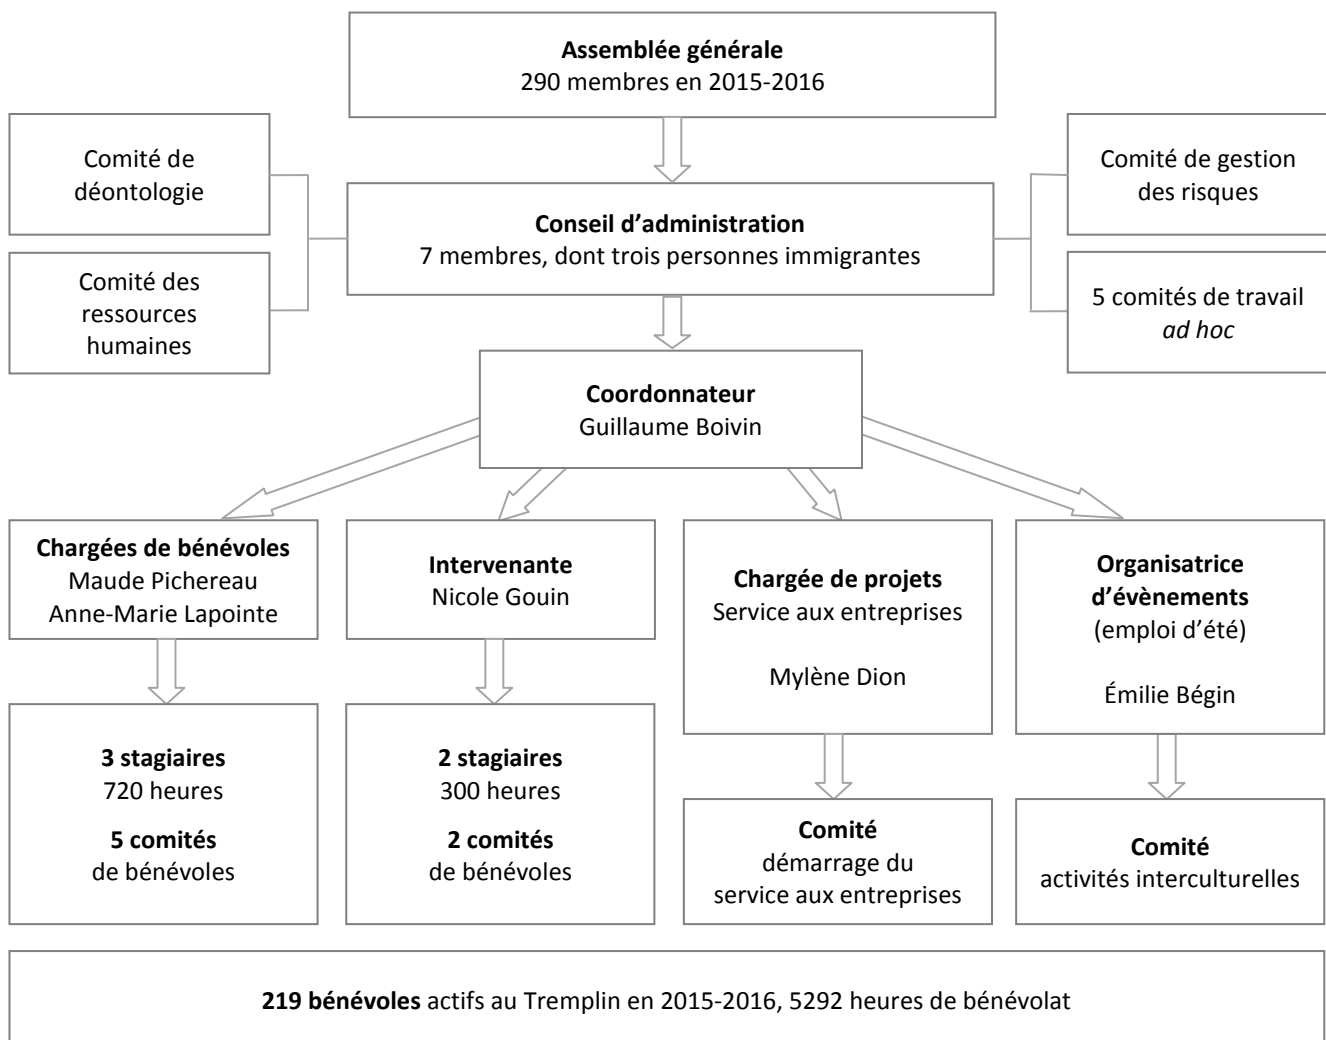 Assemblée générale
290 membres en 2015-2016
Comité de
déontologie
Comité de gestion
des risques
Conseil d’administration
7 membres, dont trois personnes immigrantes
Comité des
ressources
humaines
5 comités de travail
ad hoc
Coordonnateur
Guillaume Boivin
Chargées de bénévoles
Maude Pichereau
Anne-Marie Lapointe
Intervenante
Nicole Gouin
Chargée de projets
Service aux entreprises
Mylène Dion
Organisatrice
d’évènements
(emploi d’été)
Émilie Bégin
3 stagiaires
720 heures
5 comités
de bénévoles
2 stagiaires
300 heures
2 comités
de bénévoles
Comité
démarrage du
service aux entreprises
Comité
activités interculturelles
219 bénévoles actifs au Tremplin en 2015-2016, 5292 heures de bénévolat